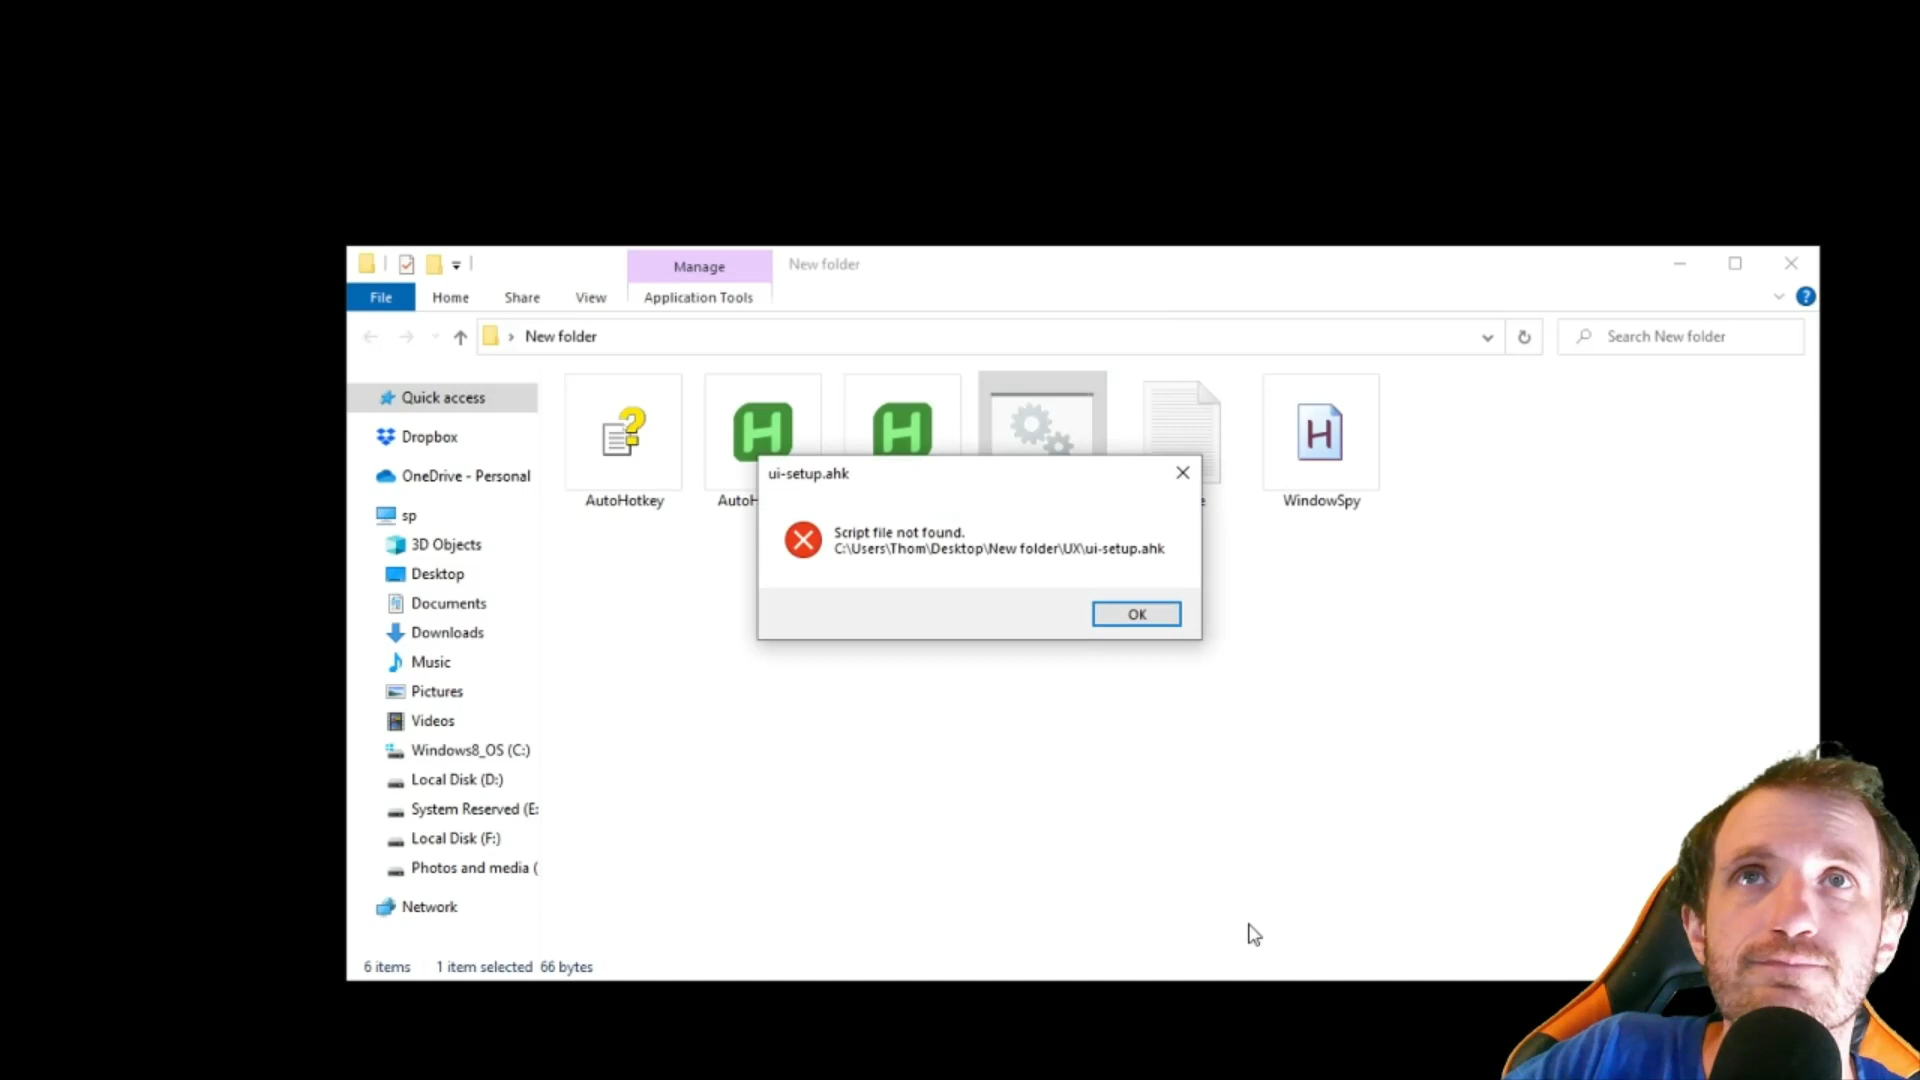 Manage
New folder
File
Home
Share
View
Application Tools
New folder
Search New folder
Quick access
Dropbox
OneDrive - Personal
sp
3D Objects
Desktop
Documents
Downloads
Music
Pictures
Videos
Windows8_OS (C:)
Local Disk (D:)
System Reserved (E:
Local Disk (F:)
Photos and media (
Network
AutoHotkey
AutoH
WindowSpy
ui-setup.ahk
Script file not found.
C:\Users\Thom\Desktop\New folder\UX\ui-setup.ahk
OK
6 items
1 item selected 66 bytes